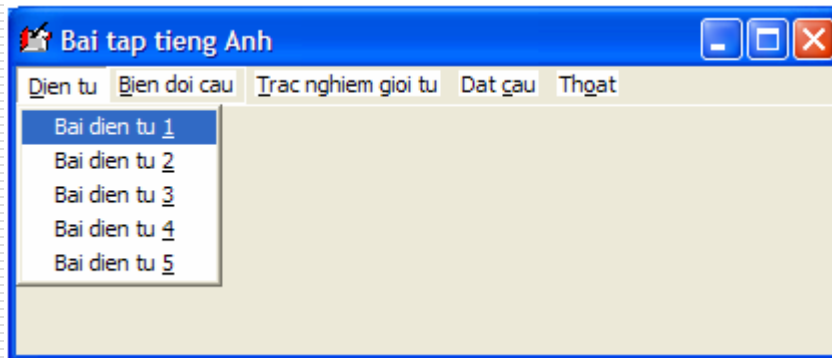 Bai tap tieng Anh
Dien tu Bien doi cau Trac nghiem gioi tu Dat cau Thoat
Bai dien tu 1
Bai dien tu 2
Bai dien tu 3
Bai dien tu 4
Bai dien tu 5